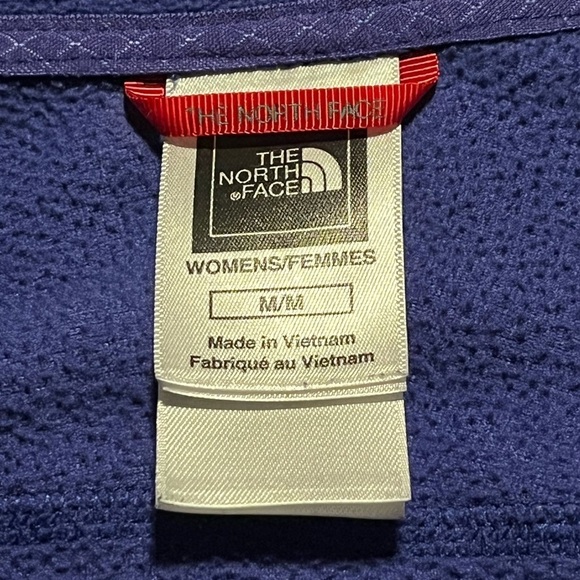 THE NORTH FACE
THE
NORTH
FACE
WOMENS/FEMMES
M/M
Made in Vietnam
Fabriqué au Vietnam